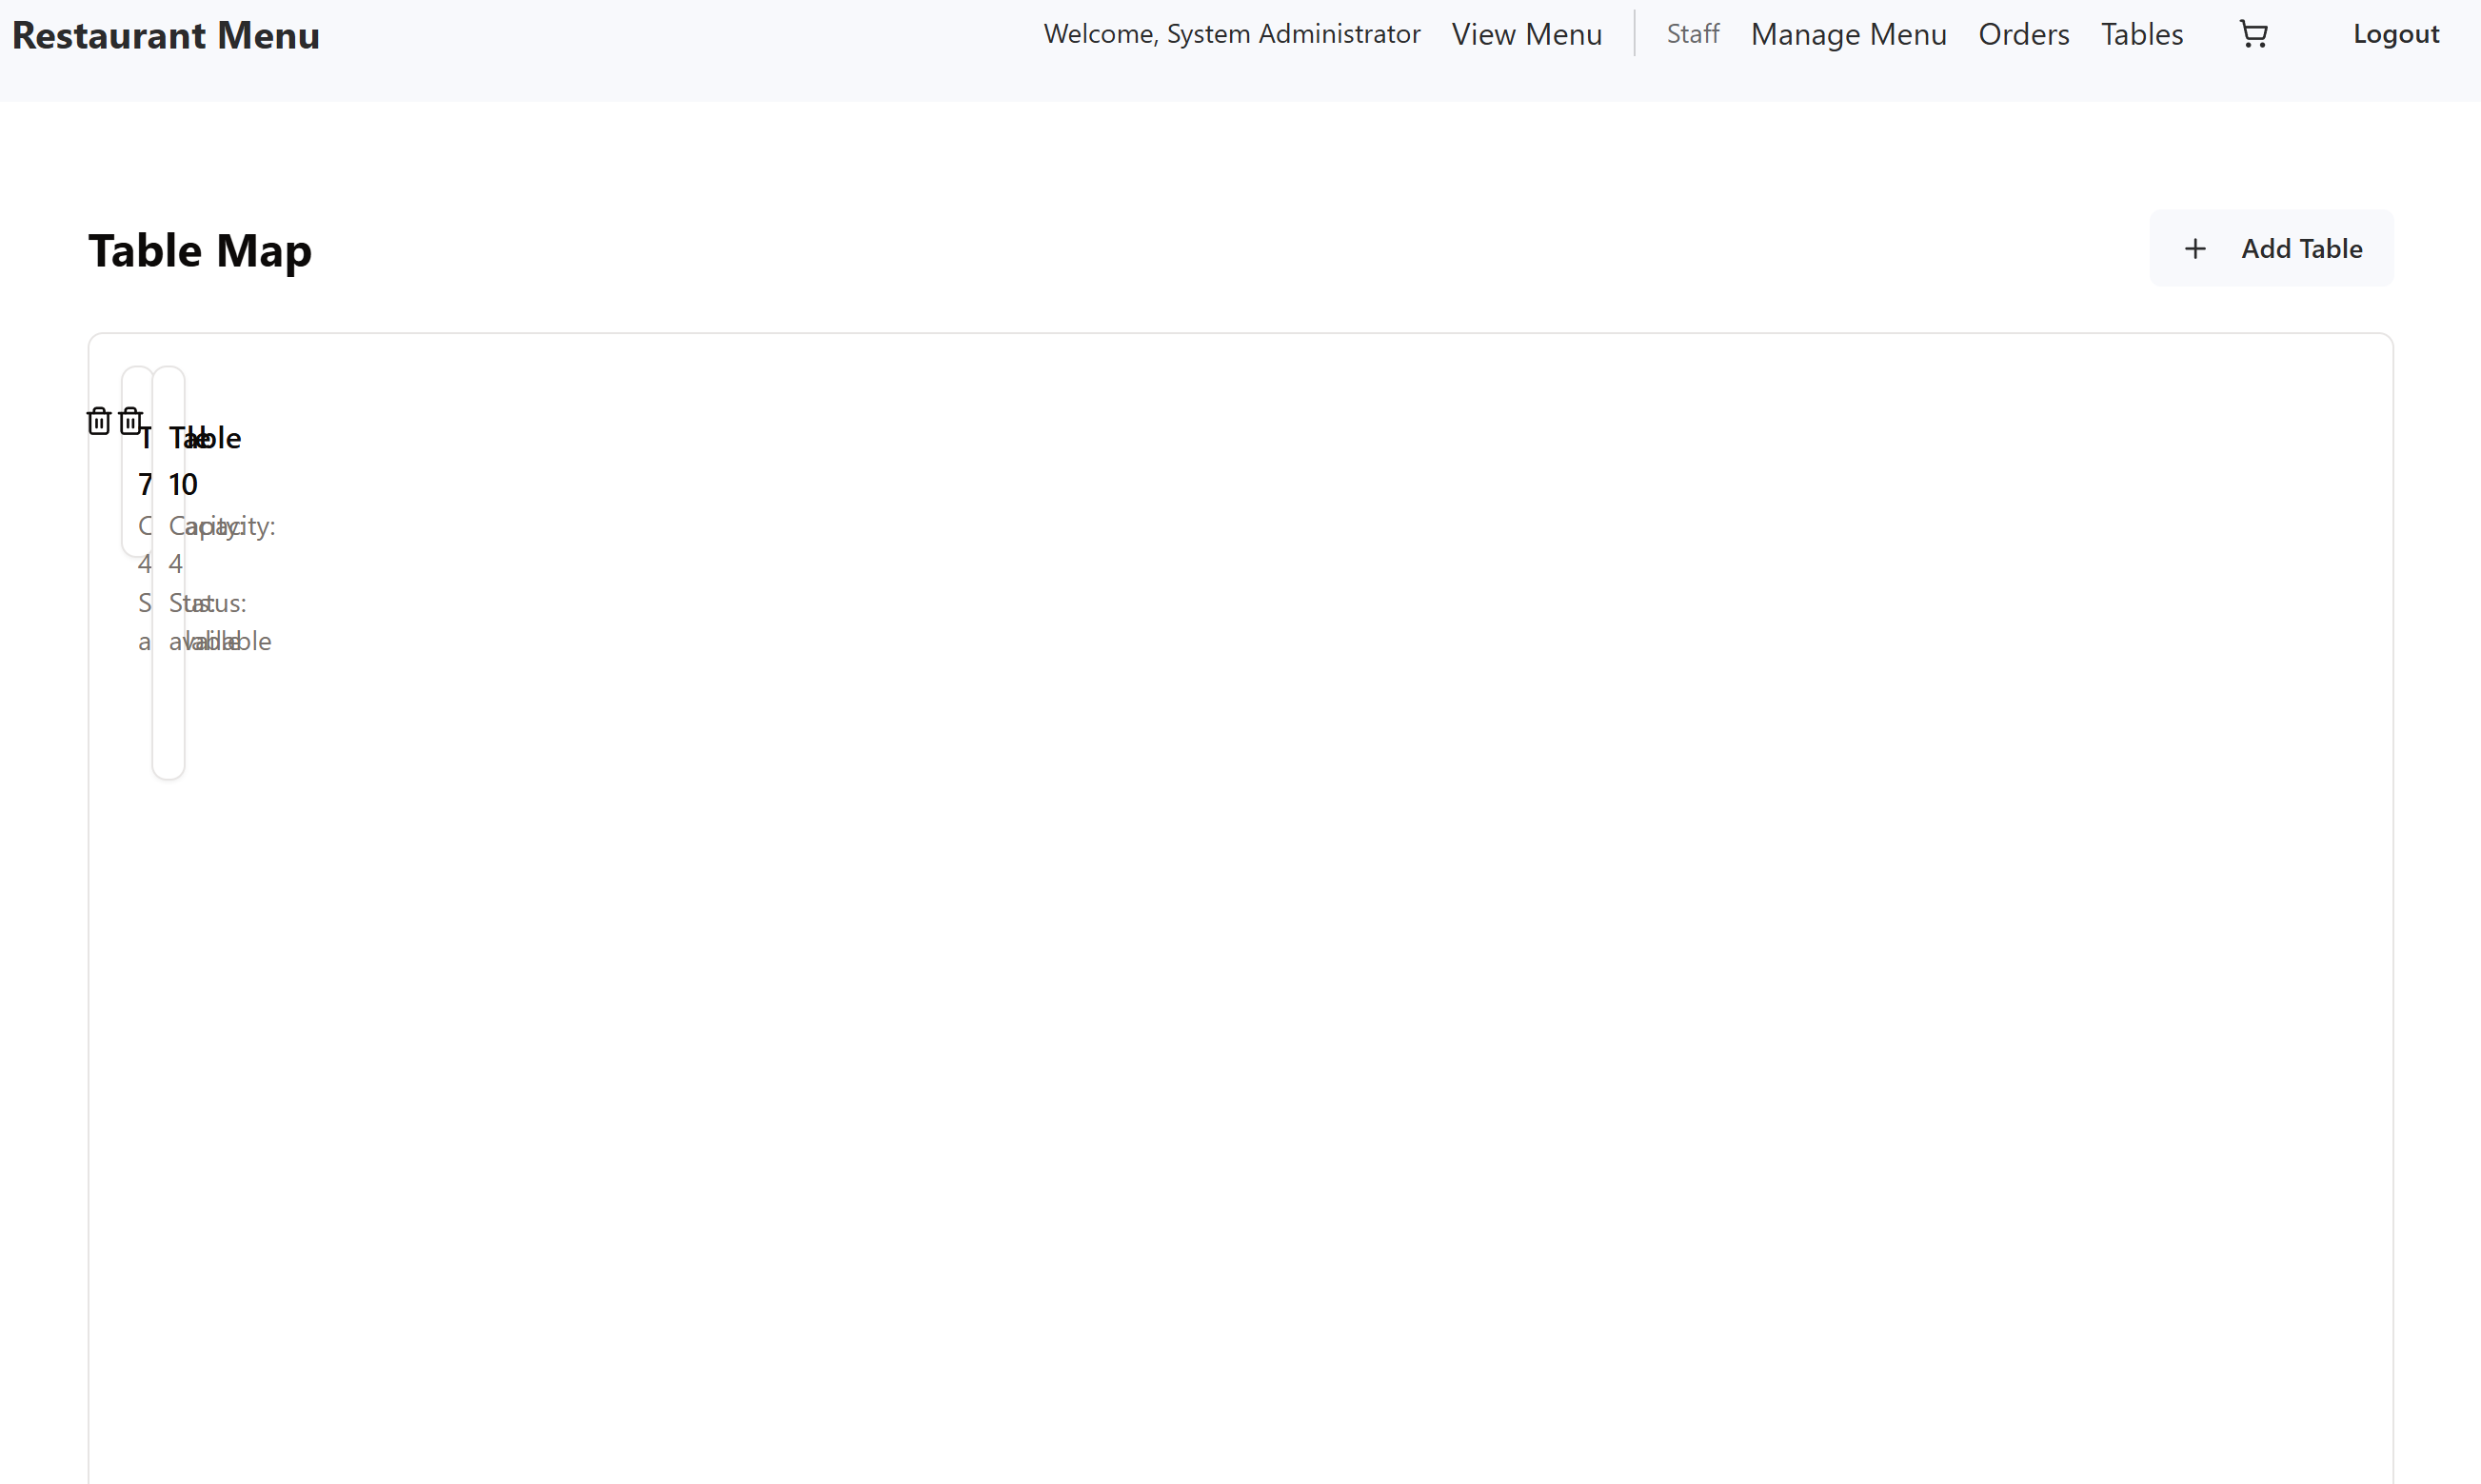 Restaurant Menu
Welcome, System Administrator
View Menu
Staff
Manage Menu
Orders
Tables
Logout
Table Map
Add Table
T
7
C
4
S
a
Table
10
Capacity:
4
Status:
available